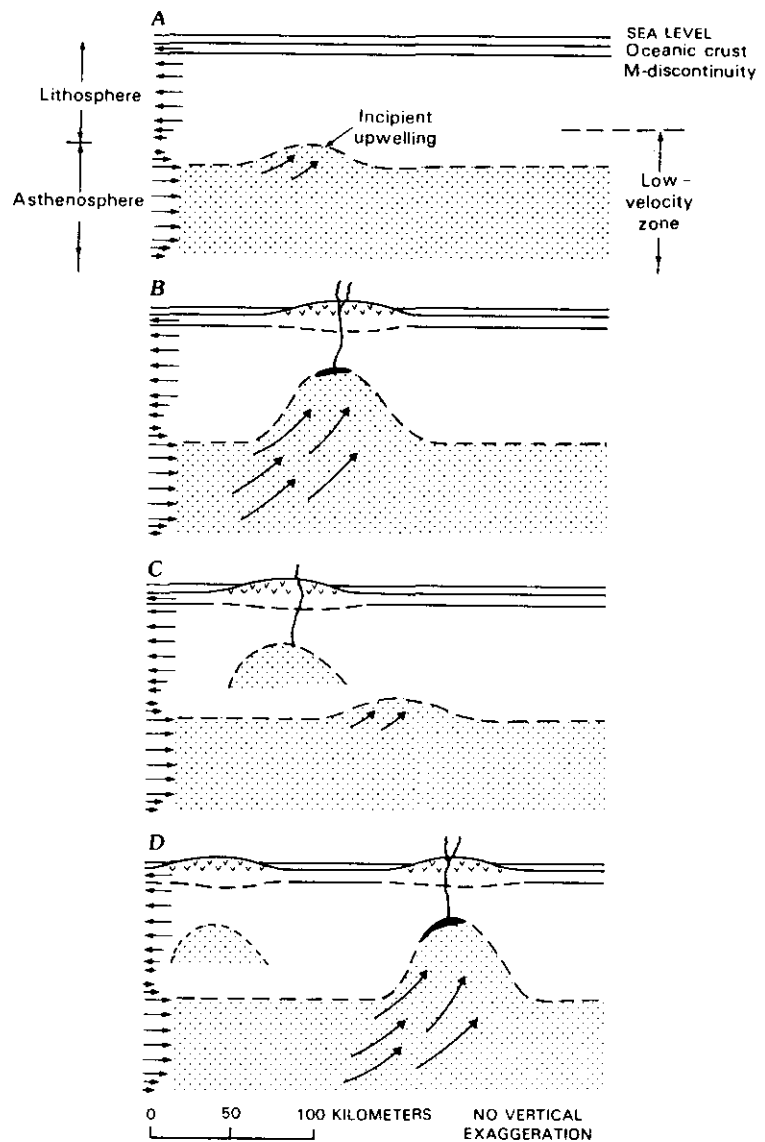 A
SEA LEVEL
Oceanic crust
M-discontinuity
Lithosphere
Incipient
upwelling
Asthenosphere
Low-
velocity
zone
B
C
D
0 50 100 KILOMETERS
NO VERTICAL
EXAGGERATION